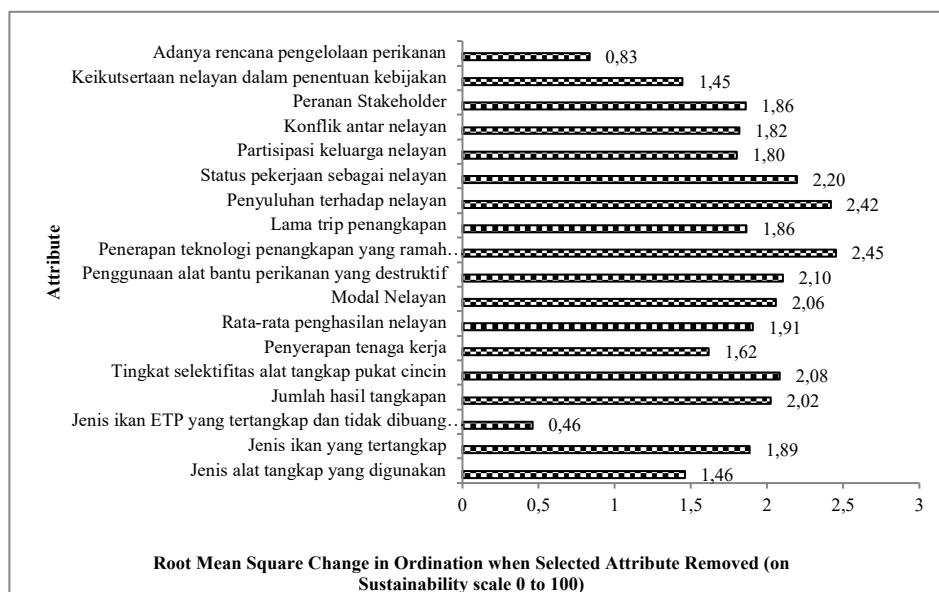 Adanya rencana pengelolaan perikanan 0,83
Keikutsertaan nelayan dalam penentuan kebijakan 1,45
Peranan Stakeholder 1,86
Konflik antar nelayan 1,82
Partisipasi keluarga nelayan 1,80
Status pekerjaan sebagai nelayan 2,20
Penyuluhan terhadap nelayan 2,42
Lama trip penangkapan 1,86
Penerapan teknologi penangkapan yang ramah… 2,45
Penggunaan alat bantu perikanan yang destruktif 2,10
Modal Nelayan 2,06
Rata-rata penghasilan nelayan 1,91
Penyerapan tenaga kerja 1,62
Tingkat selektifitas alat tangkap pukat cincin 2,08
Jumlah hasil tangkapan 2,02
Jenis ikan ETP yang tertangkap dan tidak dibuang… 0,46
Jenis ikan yang tertangkap 1,89
Jenis alat tangkap yang digunakan 1,46
Attribute
0 0,5 1 1,5 2 2,5 3
Root Mean Square Change in Ordination when Selected Attribute Removed (on
Sustainability scale 0 to 100)